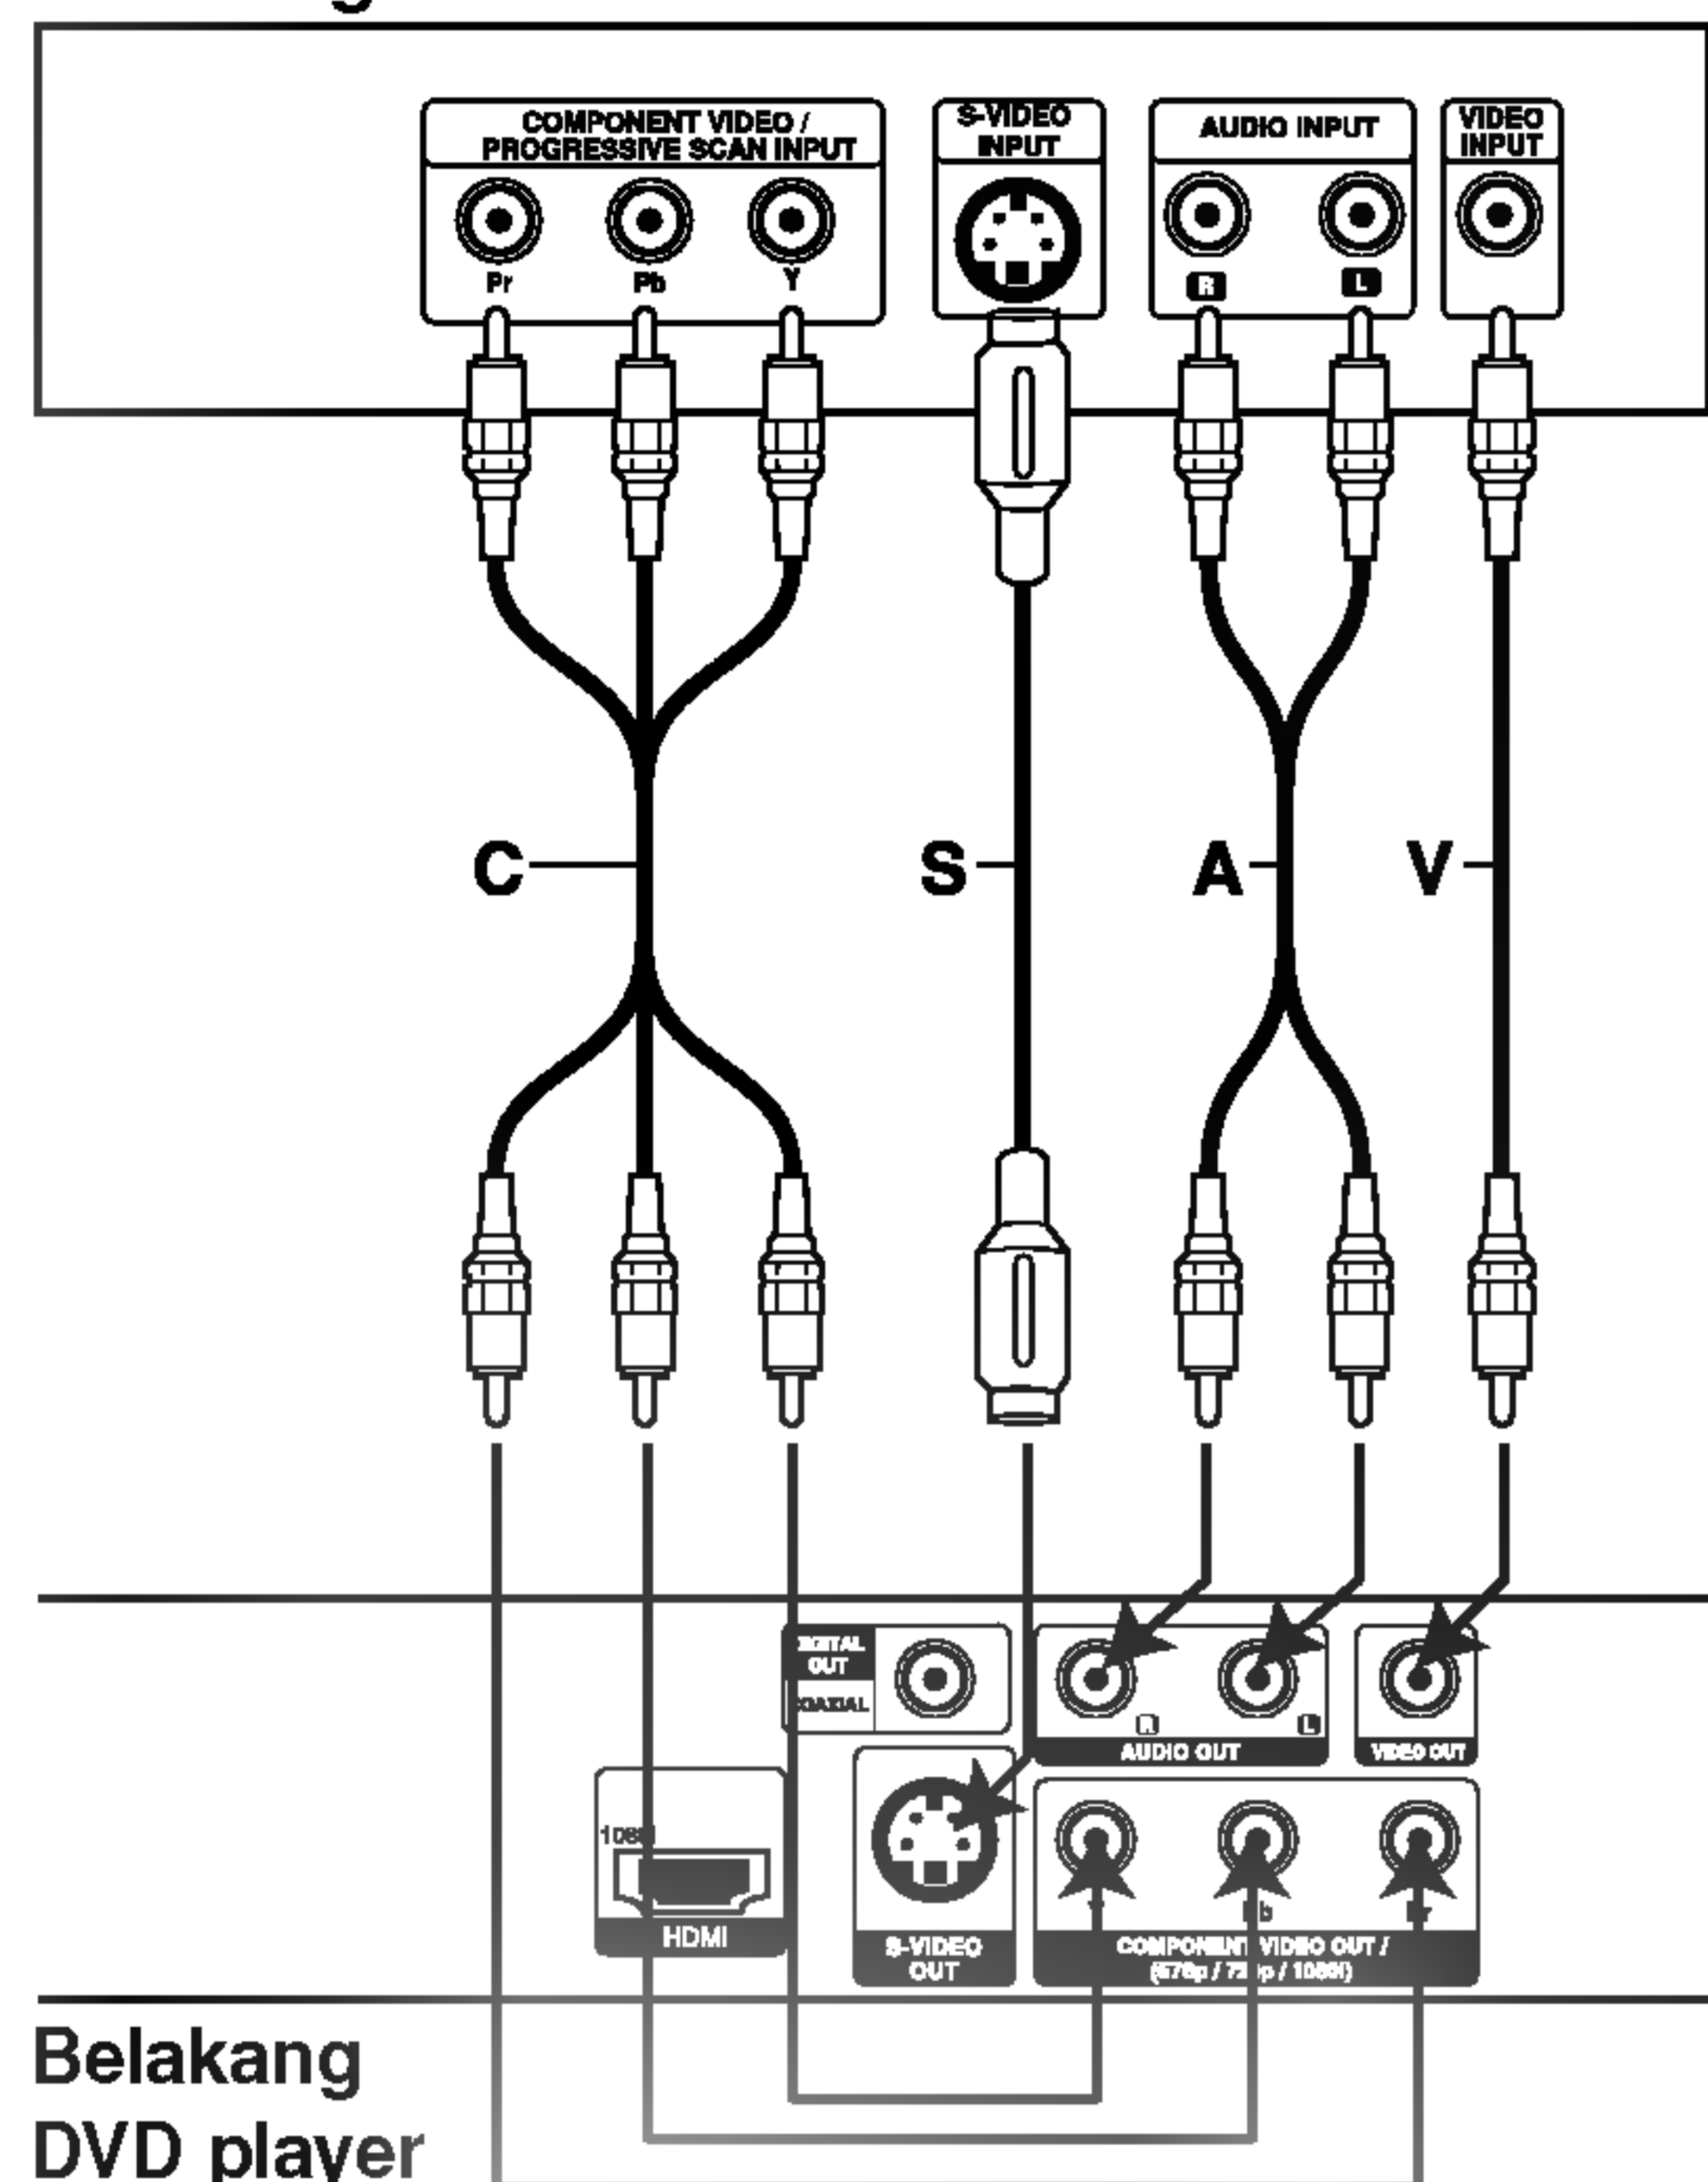 COMPONENT VIDEO /
PROGRESSIVE SCAN INPUT
Pr
Pb
Y
S-VIDEO
INPUT
AUDIO INPUT
R
L
VIDEO
INPUT
C
S
A
V
OUT
R
L
AUDIO OUT
VIDEO OUT
HDMI
S-VIDEO
OUT
COMPONENT VIDEO OUT /
Belakang
DVD player